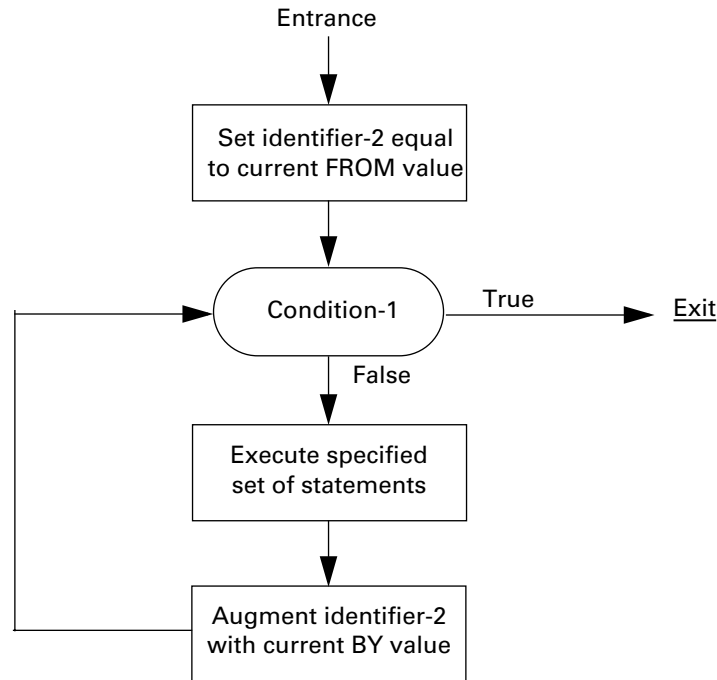 Entrance
Set identifier-2 equal
to current FROM value
Condition-1
True
Exit
False
Execute specified
set of statements
Augment identifier-2
with current BY value